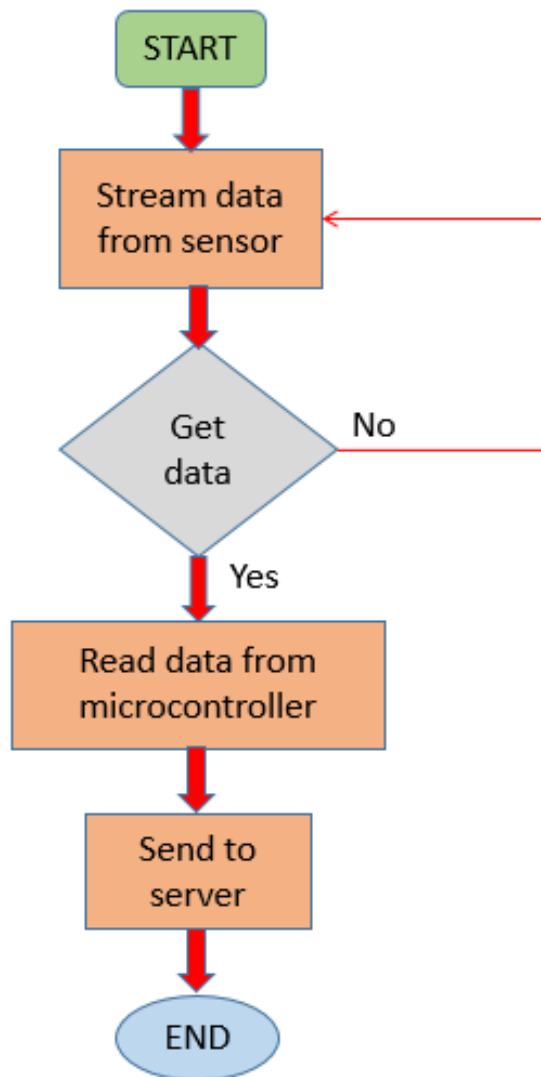 START
Stream data
from sensor
Get
data
No
Yes
Read data from
microcontroller
Send to
server
END